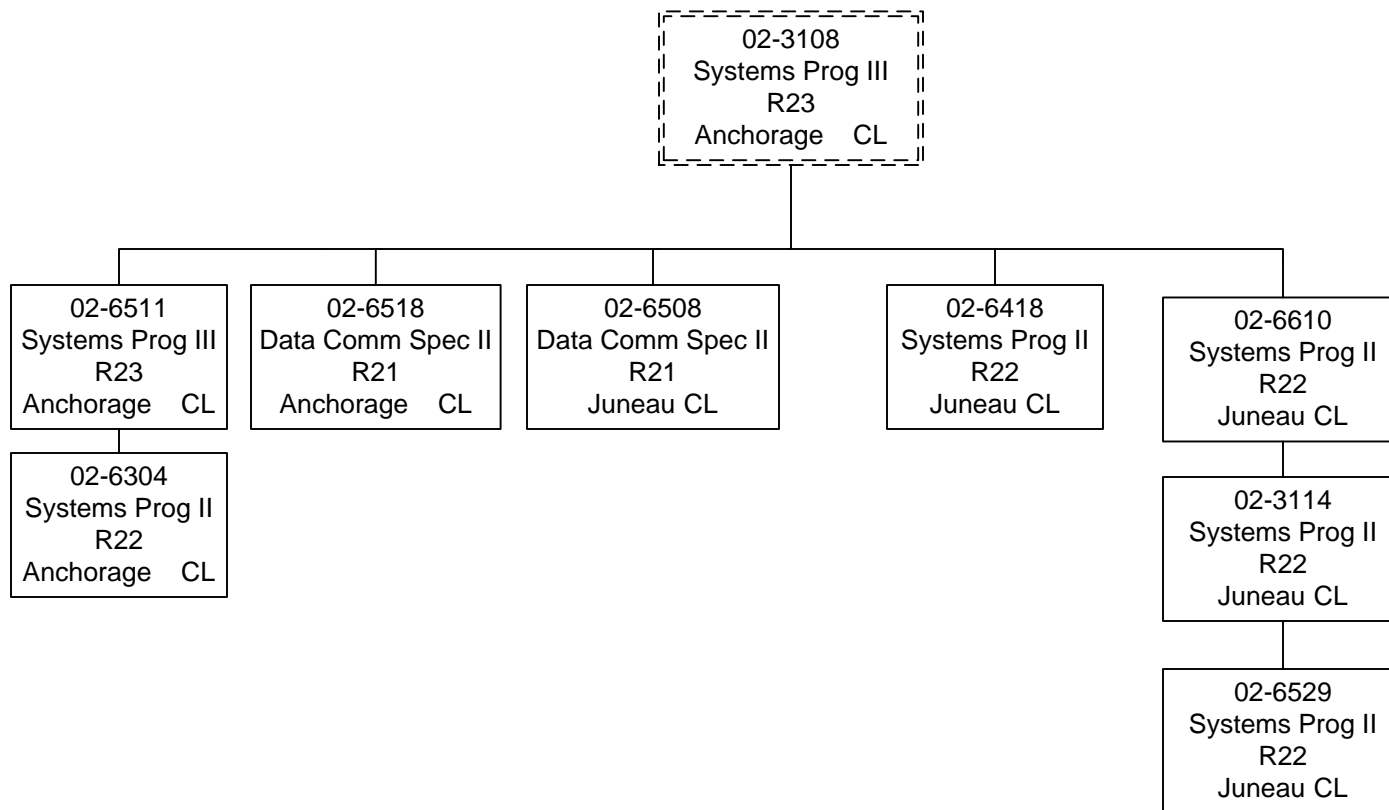 02-3108
Systems Prog III
R23
Anchorage CL
02-6511
Systems Prog III
R23
Anchorage CL
02-6518
Data Comm Spec II
R21
Anchorage CL
02-6508
Data Comm Spec II
R21
Juneau CL
02-6418
Systems Prog II
R22
Juneau CL
02-6610
Systems Prog II
R22
Juneau CL
02-6304
Systems Prog II
R22
Anchorage CL
02-3114
Systems Prog II
R22
Juneau CL
02-6529
Systems Prog II
R22
Juneau CL